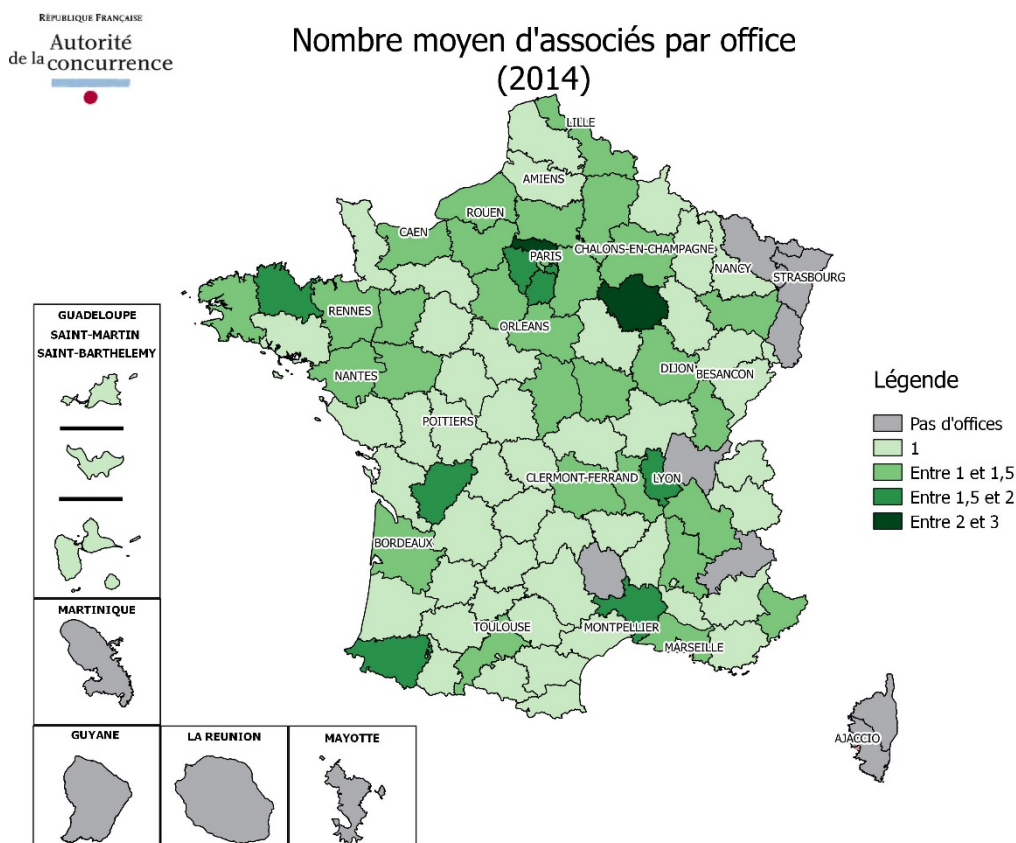 RÉPUBLIQUE FRANÇAISE
Autorité
de la concurrence
Nombre moyen d'associés par office
(2014)
LILLE
AMIENS
ROUEN
CAEN
PARIS
CHALONS-EN-CHAMPAGNE
NANCY
STRASBOURG
RENNES
ORLEANS
NANTES
DIJON
BESANCON
POITIERS
CLERMONT-FERRAND
LYON
BORDEAUX
TOULOUSE
MONTPELLIER
MARSEILLE
AJACCIO
GUADELOUPE
SAINT-MARTIN
SAINT-BARTHELEMY
MARTINIQUE
GUYANE
LA REUNION
MAYOTTE
Légende
Pas d'offices
1
Entre 1 et 1,5
Entre 1,5 et 2
Entre 2 et 3